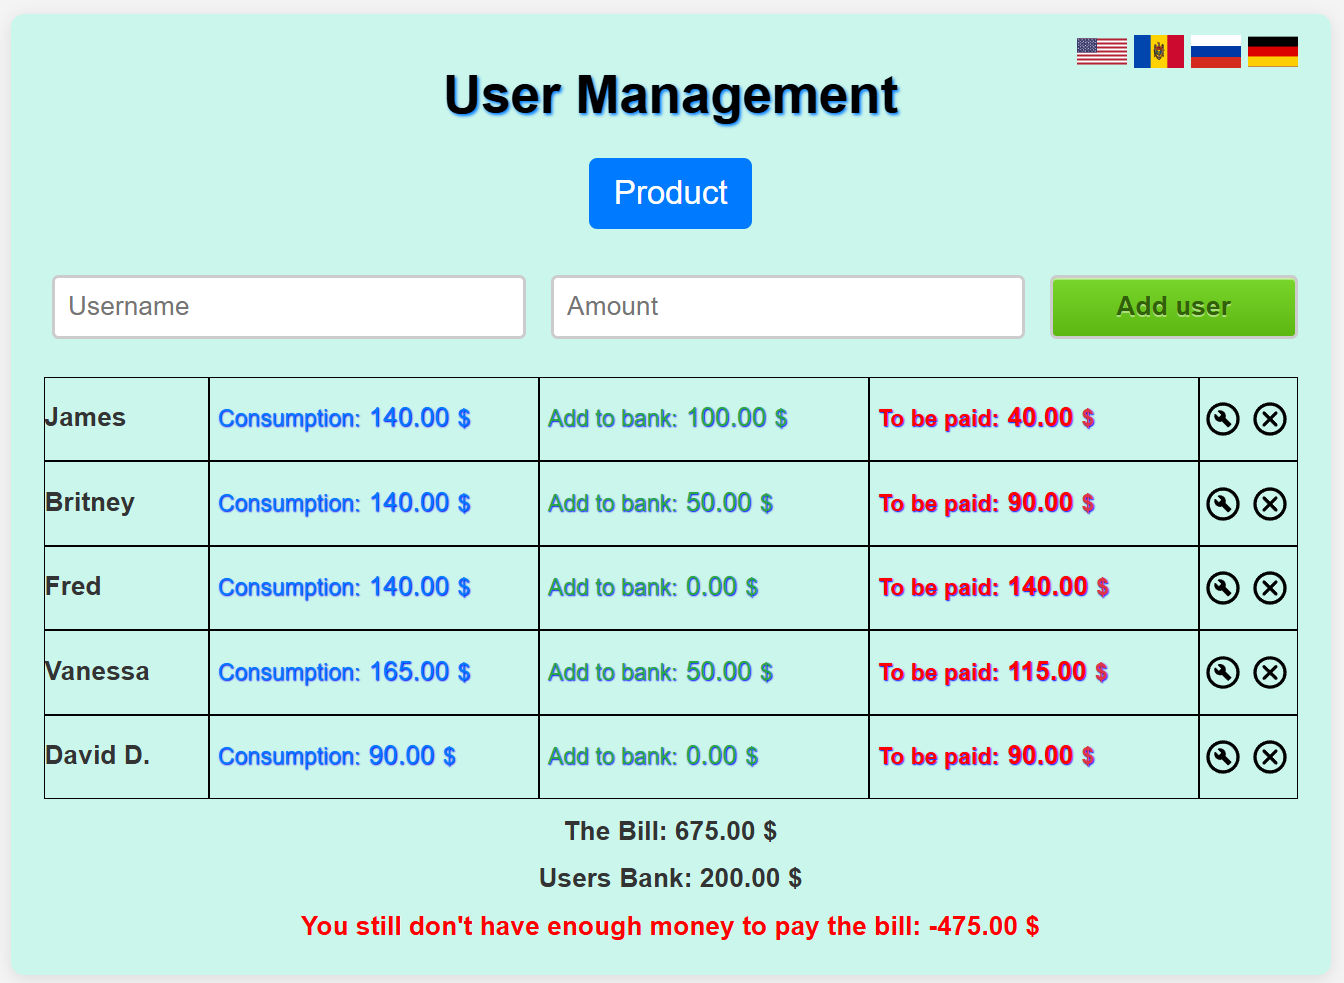 User Management
Product
Username Amount Add user
James Consumption: 140.00 $ Add to bank: 100.00 $ To be paid: 40.00 $
Britney Consumption: 140.00 $ Add to bank: 50.00 $ To be paid: 90.00 $
Fred Consumption: 140.00 $ Add to bank: 0.00 $ To be paid: 140.00 $
Vanessa Consumption: 165.00 $ Add to bank: 50.00 $ To be paid: 115.00 $
David D. Consumption: 90.00 $ Add to bank: 0.00 $ To be paid: 90.00 $
The Bill: 675.00 $
Users Bank: 200.00 $
You still don't have enough money to pay the bill: -475.00 $